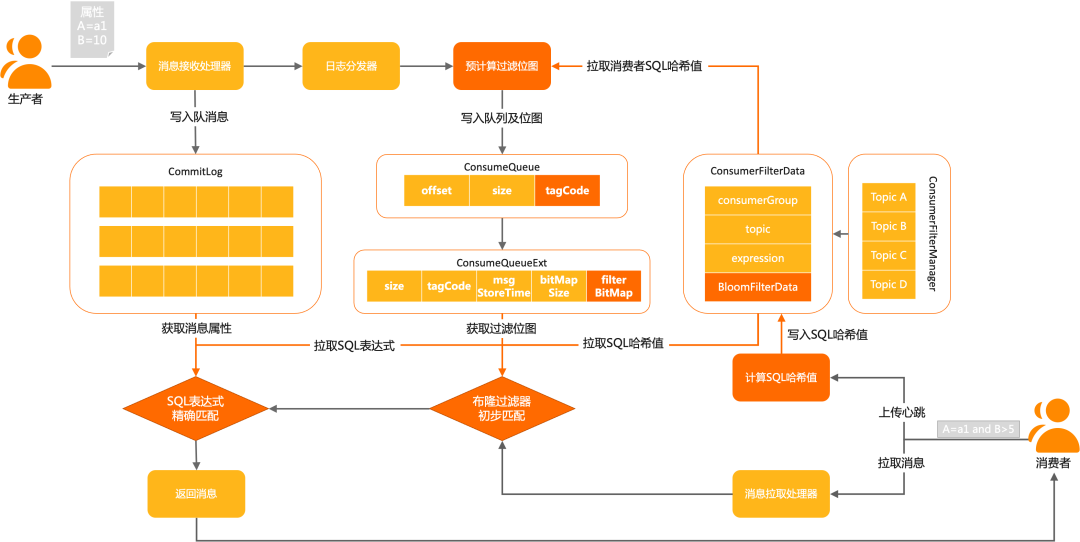 属性
A=a1
B=10
生产者
消息接收处理器
日志分发器
预计算过滤位图
拉取消费者SQL哈希值
写入队消息
写入队列及位图
CommitLog
ConsumeQueue
offset
size
tagCode
ConsumeQueueExt
size
tagCode
msg
StoreTime
bitMap
Size
filter
BitMap
ConsumerFilterData
consumerGroup
topic
expression
BloomFilterData
ConsumerFilterManager
Topic A
Topic B
Topic C
Topic D
获取消息属性
获取过滤位图
拉取SQL表达式
拉取SQL哈希值
写入SQL哈希值
计算SQL哈希值
SQL表达式
精确匹配
布隆过滤器
初步匹配
上传心跳
A=a1 and B>5
拉取消息
消费者
返回消息
消息拉取处理器